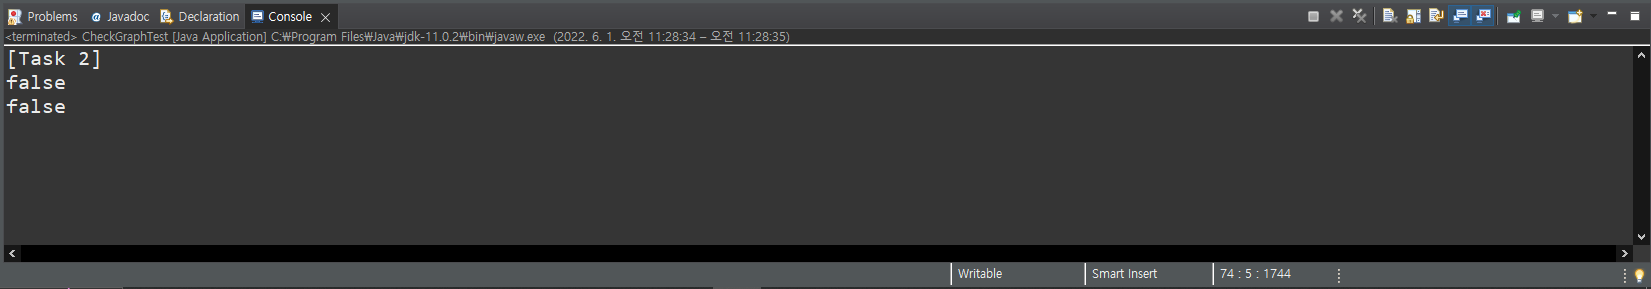 Problems @ Javadoc Declaration Console
<terminated> CheckGraphTest [Java Application] C:₩Program Files₩Java₩jdk-11.0.2₩bin₩javaw.exe (2022. 6. 1. 오전 11:28:34 – 오전 11:28:35)
[Task 2]
false
false
Writable Smart Insert 74 : 5 : 1744